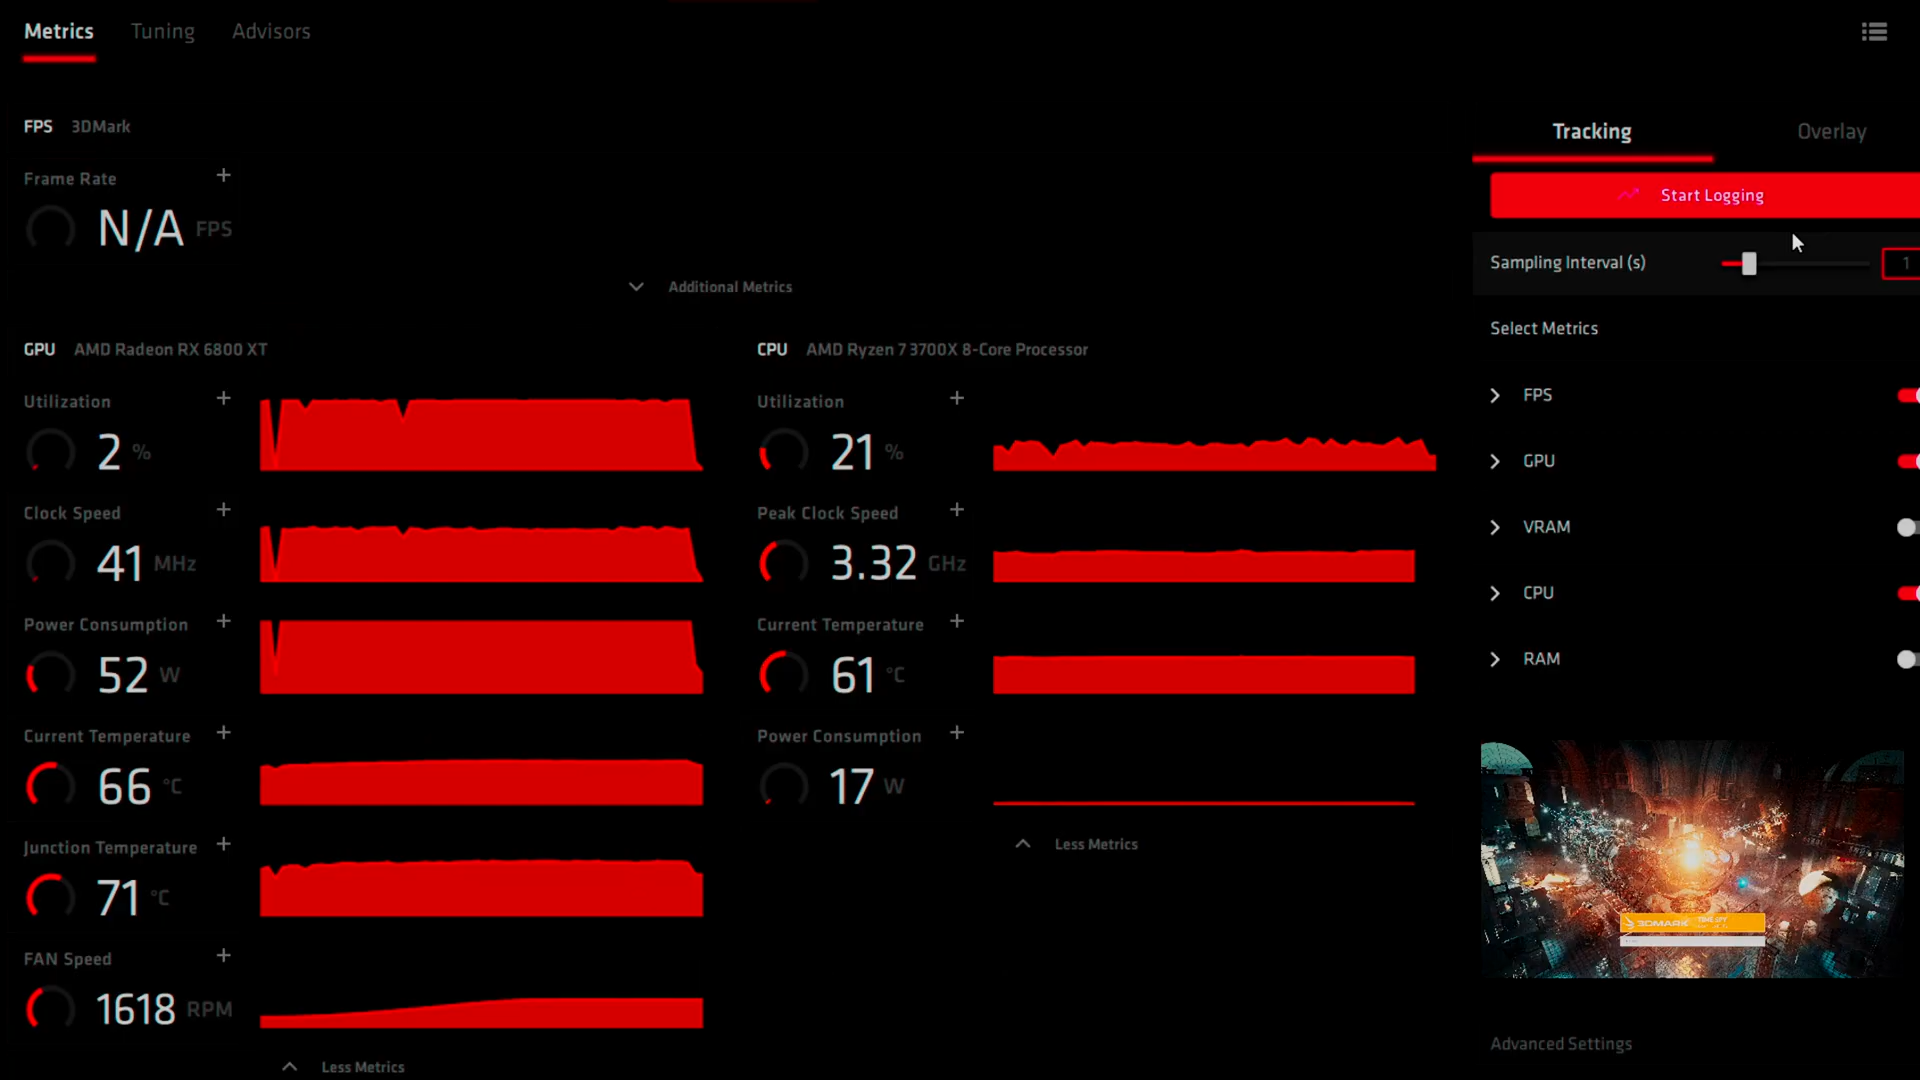 Metrics Tuning Advisors
FPS 3DMark
Frame Rate +
N/A FPS
Additional Metrics
GPU AMD Radeon RX 6800 XT
Utilization +
2 %
Clock Speed +
41 MHz
Power Consumption +
52 W
Current Temperature +
66 °C
Junction Temperature +
71 °C
FAN Speed +
1618 RPM
Less Metrics
CPU AMD Ryzen 7 3700X 8-Core Processor
Utilization +
21 %
Peak Clock Speed +
3.32 GHz
Current Temperature +
61 °C
Power Consumption +
17 W
Less Metrics
Tracking Overlay
Start Logging
Sampling Interval (s) 1
Select Metrics
FPS
GPU
VRAM
CPU
RAM
3DMARK TIME SPY
Advanced Settings